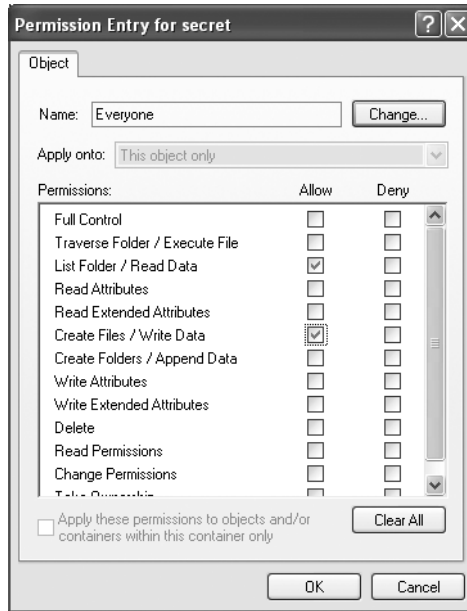 Permission Entry for secret
Object
Name: Everyone Change...
Apply onto: This object only
Permissions: Allow Deny
Full Control
Traverse Folder / Execute File
List Folder / Read Data
Read Attributes
Read Extended Attributes
Create Files / Write Data
Create Folders / Append Data
Write Attributes
Write Extended Attributes
Delete
Read Permissions
Change Permissions
Take Ownership
Apply these permissions to objects and/or
containers within this container only
Clear All
OK Cancel